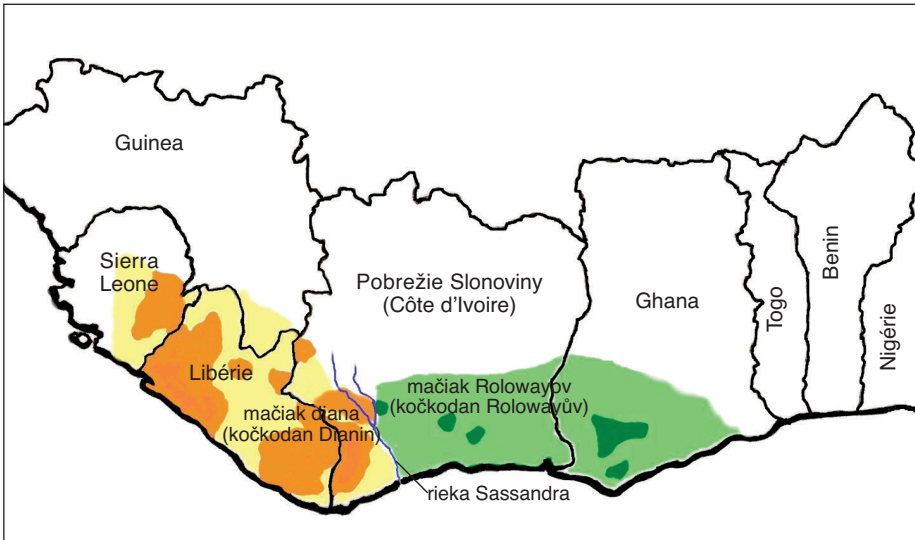 Guinea
Sierra
Leone
Pobrežie Slonoviny
(Côte d'Ivoire)
Ghana
Togo
Benin
Nigérie
Libérie
mačiak diana
(kočkodan Dianin)
mačiak Rolowayov
(kočkodan Rolowayův)
rieka Sassandra